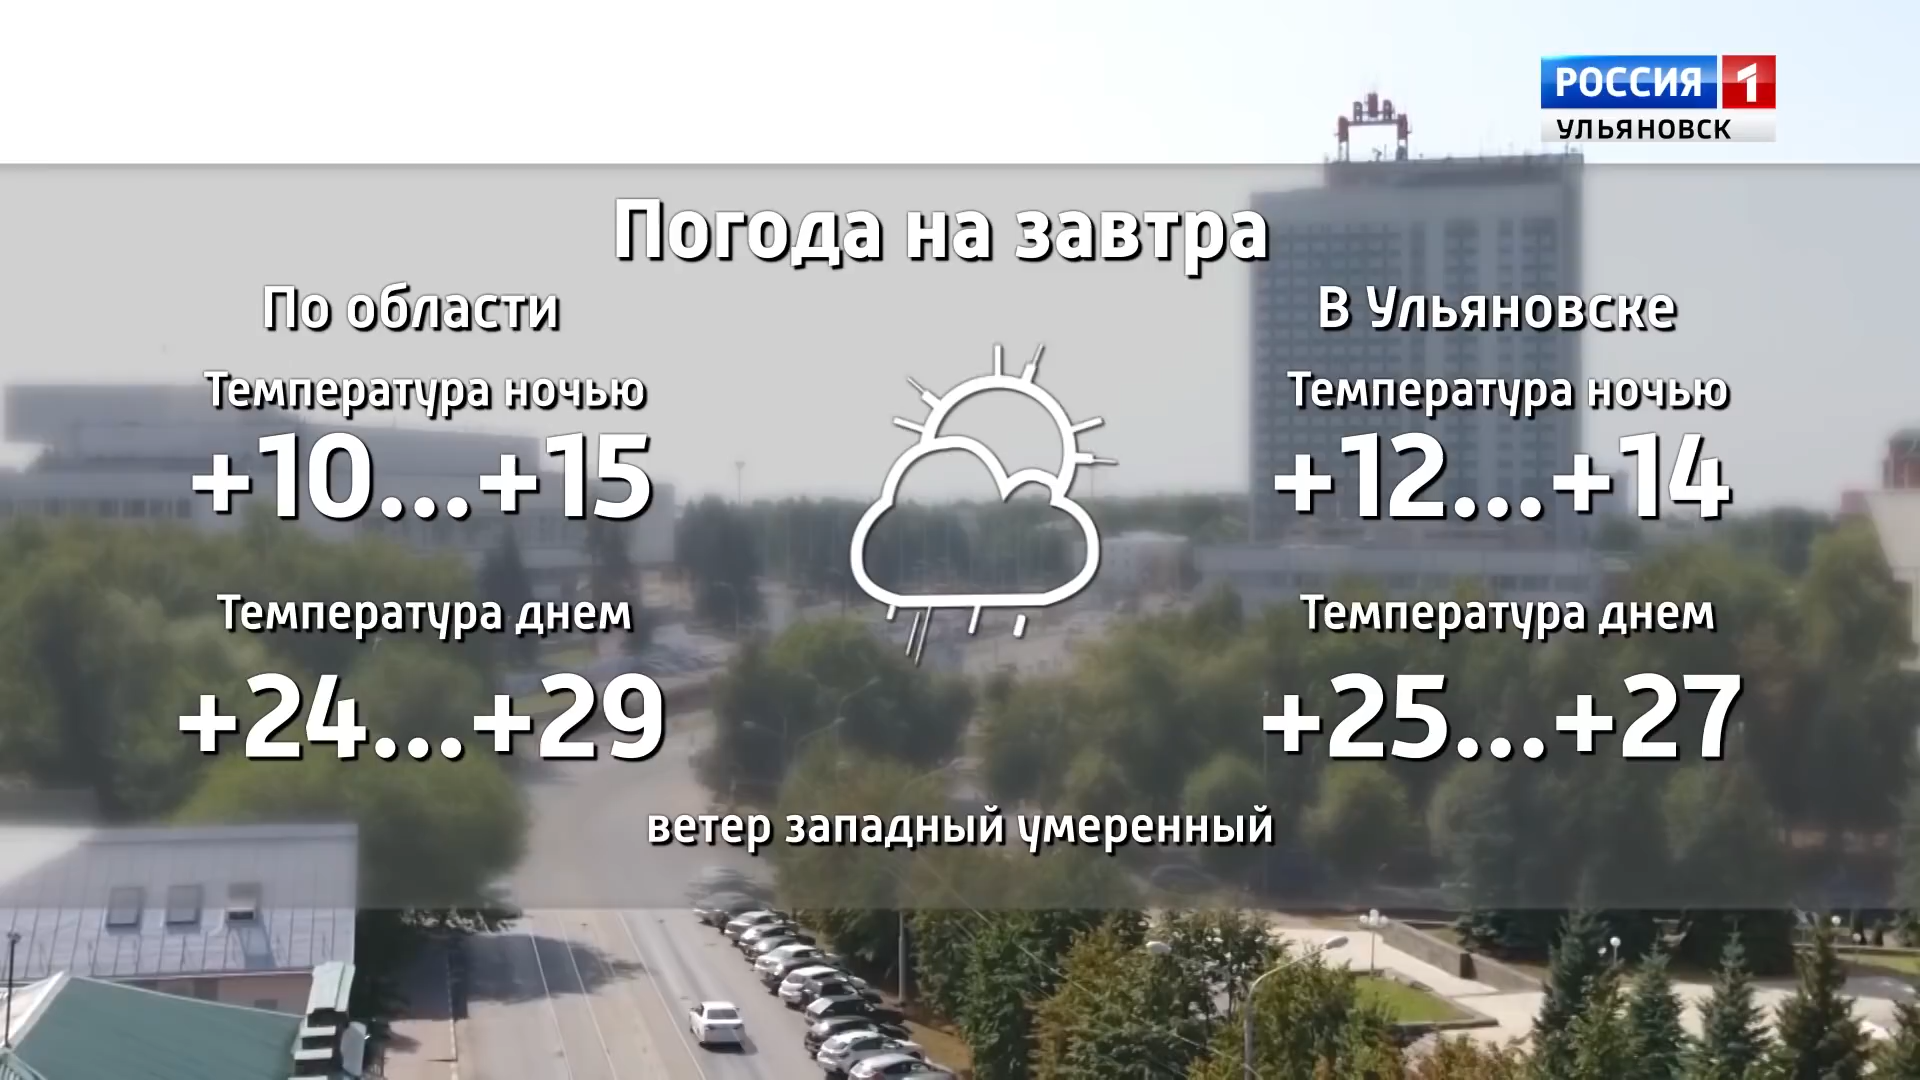 РОССИЯ 1
УЛЬЯНОВСК
Погода на завтра
По области
Температура ночью
+10...+15
Температура днем
+24...+29
В Ульяновске
Температура ночью
+12...+14
Температура днем
+25...+27
ветер западный умеренный